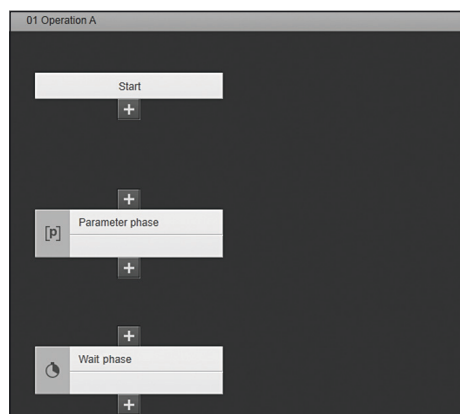 01 Operation A
Start
[p]
Parameter phase
Wait phase